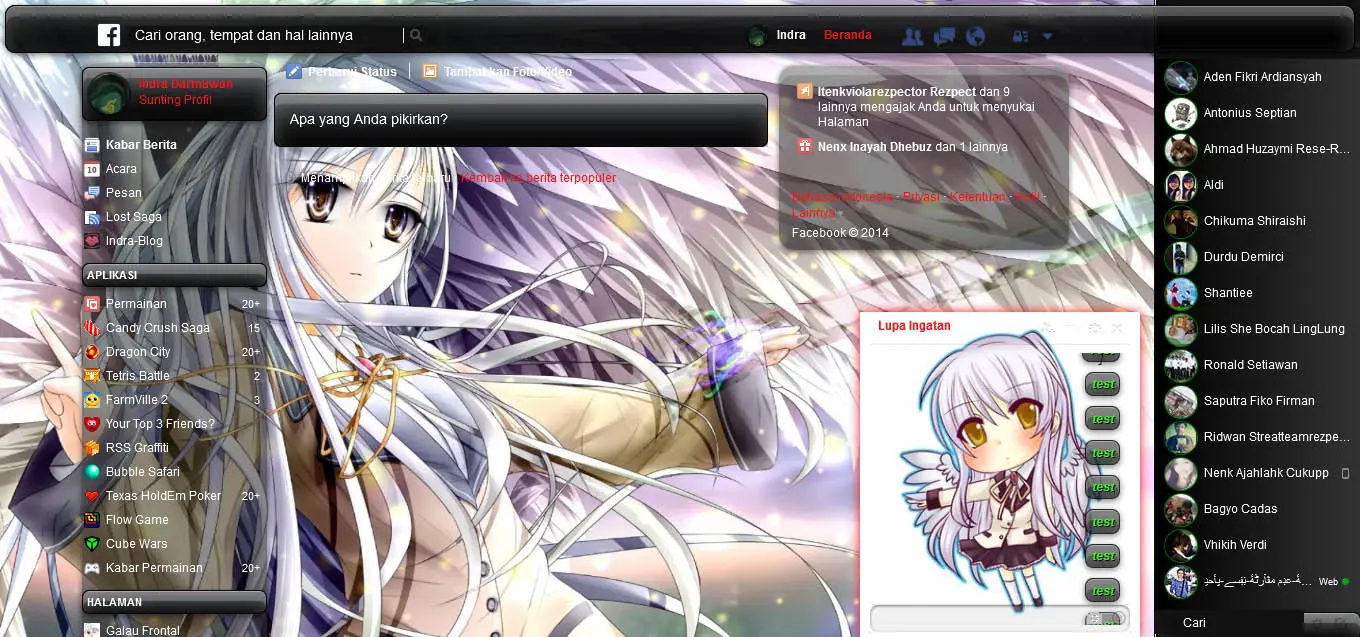 Cari orang, tempat dan hal lainnya
Indra Beranda
Indra Darmawan
Sunting Profil
Kabar Berita
10 Acara
Pesan
Lost Saga
Indra-Blog
APLIKASI
Permainan 20+
Candy Crush Saga 15
Dragon City 20+
Tetris Battle 2
FarmVille 2 3
Your Top 3 Friends?
RSS Graffiti
Bubble Safari
Texas HoldEm Poker 20+
Flow Game
Cube Wars
Kabar Permainan 20+
HALAMAN
Galau Frontal
Perbarui Status Tambahkan Foto/Video
Apa yang Anda pikirkan?
Menampilkan berita terbaru · Kembali ke berita terpopuler
Itenkviolarezpector Rezpect dan 9
lainnya mengajak Anda untuk menyukai
Halaman
Nenx Inayah Dhebuz dan 1 lainnya
Bahasa Indonesia · Privasi · Ketentuan · Kuki ·
Lainnya
Facebook © 2014
Lupa Ingatan
test
test
test
test
test
test
test
test
Aden Fikri Ardiansyah
Antonius Septian
Ahmad Huzaymi Rese-R...
Aldi
Chikuma Shiraishi
Durdu Demirci
Shantiee
Lilis She Bocah LingLung
Ronald Setiawan
Saputra Fiko Firman
Ridwan Streatteamrezpe...
Nenk Ajahlahk Cukupp
Bagyo Cadas
Vhikih Verdi
Web
Cari